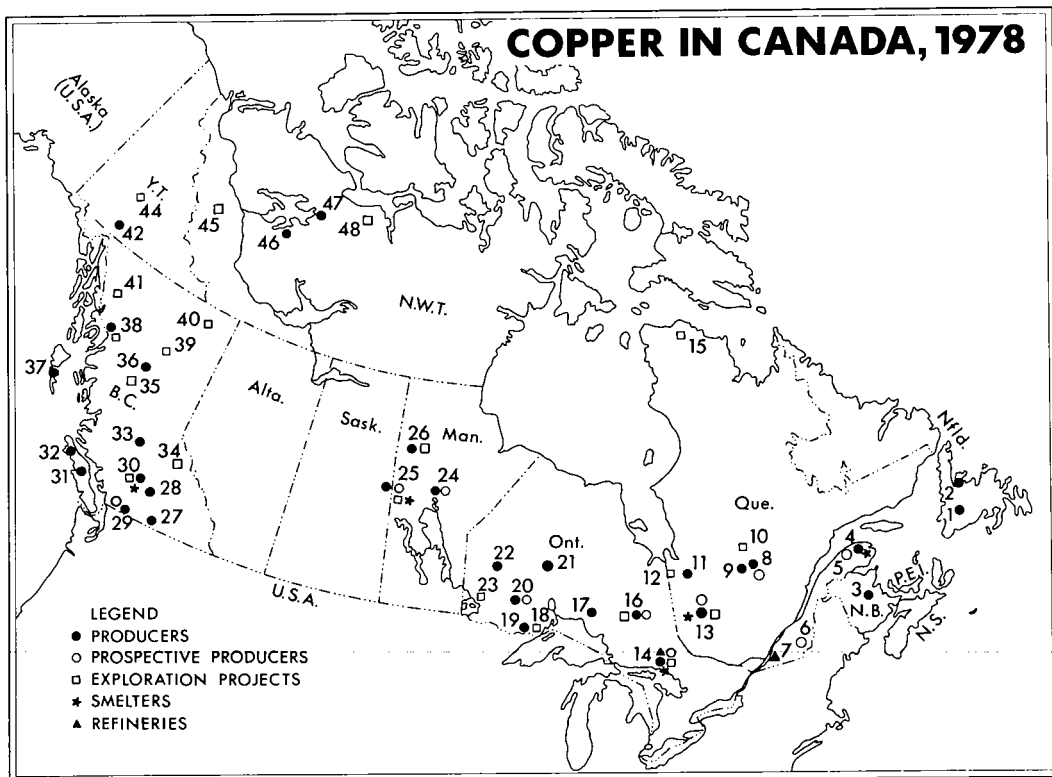 COPPER IN CANADA, 1978
Alaska
(U.S.A.)
Y.T.
44
42
45
47
46
48
41
38
40
39
N.W.T.
15
37
36
35
B.C.
Alta.
Sask.
Man.
26
33
34
32
31
30
28
29
27
25
24
Nfld.
2
1
Que.
10
9
8
4
5
P.E.I.
3
N.B.
N.S.
Ont.
22
21
12
11
23
20
19
18
17
16
13
14
6
7
U.S.A.
LEGEND
PRODUCERS
PROSPECTIVE PRODUCERS
EXPLORATION PROJECTS
SMELTERS
REFINERIES